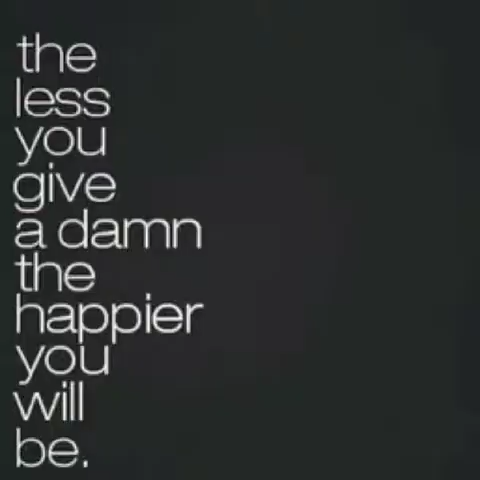 the
less
you
give
a damn
the
happier
you
will
be.